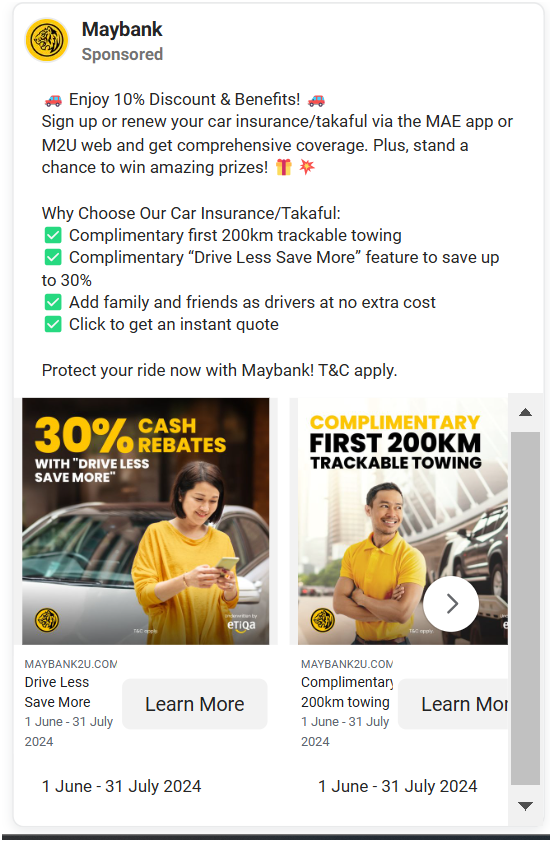 Maybank
Sponsored
🚗 Enjoy 10% Discount & Benefits! 🚗
Sign up or renew your car insurance/takaful via the MAE app or
M2U web and get comprehensive coverage. Plus, stand a
chance to win amazing prizes! 🎁 💥
Why Choose Our Car Insurance/Takaful:
✅ Complimentary first 200km trackable towing
✅ Complimentary “Drive Less Save More” feature to save up
to 30%
✅ Add family and friends as drivers at no extra cost
✅ Click to get an instant quote
Protect your ride now with Maybank! T&C apply.
30% CASH
REBATES
WITH "DRIVE LESS
SAVE MORE"
T&C apply
underwritten by
eTiQa
COMPLIMENTARY
FIRST 200KM
TRACKABLE TOWING
T&C apply
MAYBANK2U.COM
Drive Less
Save More
1 June - 31 July
2024
Learn More
1 June - 31 July 2024
MAYBANK2U.COM
Complimentary
200km towing
1 June - 31 July
2024
Learn Mor
1 June - 31 July 2024